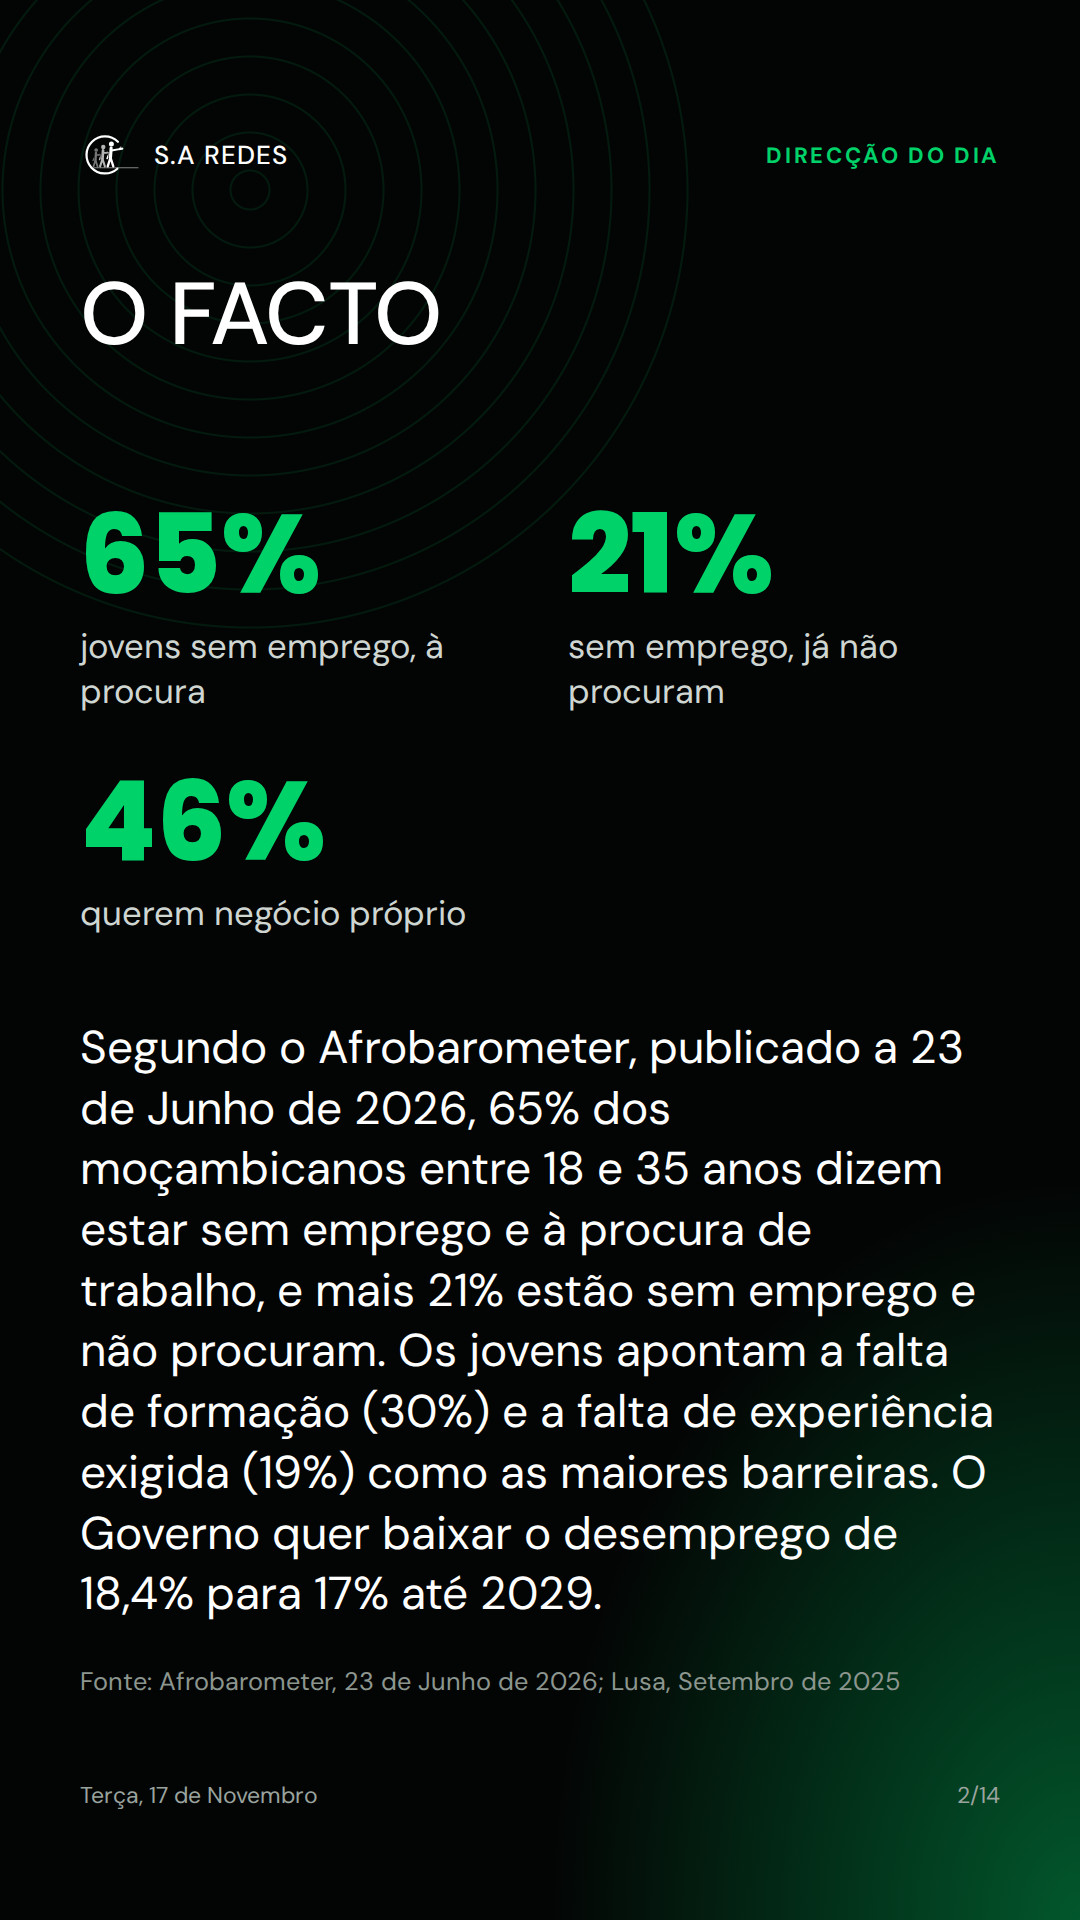 S.A REDES
DIRECÇÃO DO DIA
O FACTO
65%
jovens sem emprego, à
procura
21%
sem emprego, já não
procuram
46%
querem negócio próprio
Segundo o Afrobarometer, publicado a 23
de Junho de 2026, 65% dos
moçambicanos entre 18 e 35 anos dizem
estar sem emprego e à procura de
trabalho, e mais 21% estão sem emprego e
não procuram. Os jovens apontam a falta
de formação (30%) e a falta de experiência
exigida (19%) como as maiores barreiras. O
Governo quer baixar o desemprego de
18,4% para 17% até 2029.
Fonte: Afrobarometer, 23 de Junho de 2026; Lusa, Setembro de 2025
Terça, 17 de Novembro
2/14